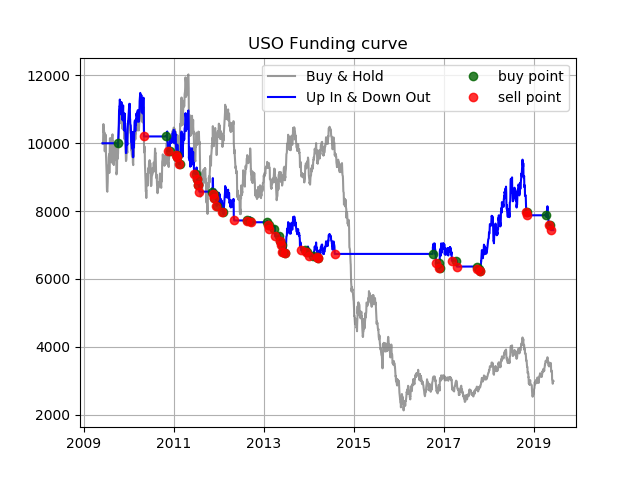 USO Funding curve
Buy & Hold
Up In & Down Out
buy point
sell point
12000
10000
8000
6000
4000
2000
2009 2011 2013 2015 2017 2019